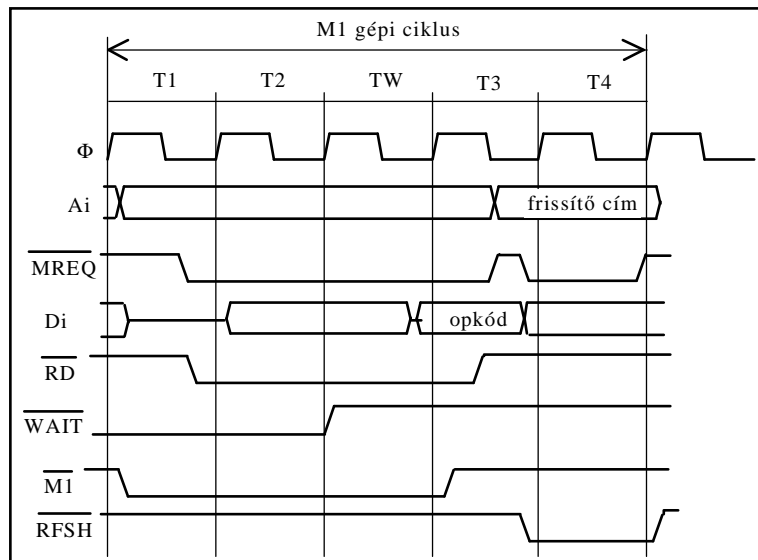 M1 gépi ciklus
T1 T2 TW T3 T4
Φ
Ai frissítő cím
MREQ
Di opkód
RD
WAIT
M1
RFSH